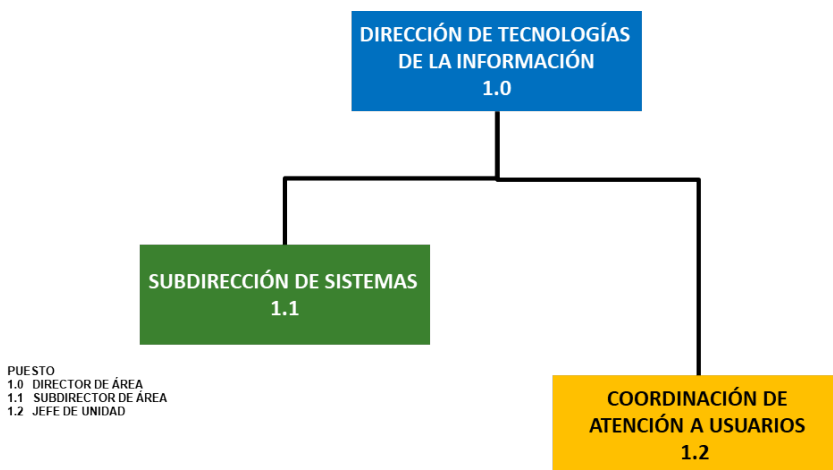 DIRECCIÓN DE TECNOLOGÍAS
DE LA INFORMACIÓN
1.0
SUBDIRECCIÓN DE SISTEMAS
1.1
PUESTO
1.0 DIRECTOR DE ÁREA
1.1 SUBDIRECTOR DE ÁREA
1.2 JEFE DE UNIDAD
COORDINACIÓN DE
ATENCIÓN A USUARIOS
1.2